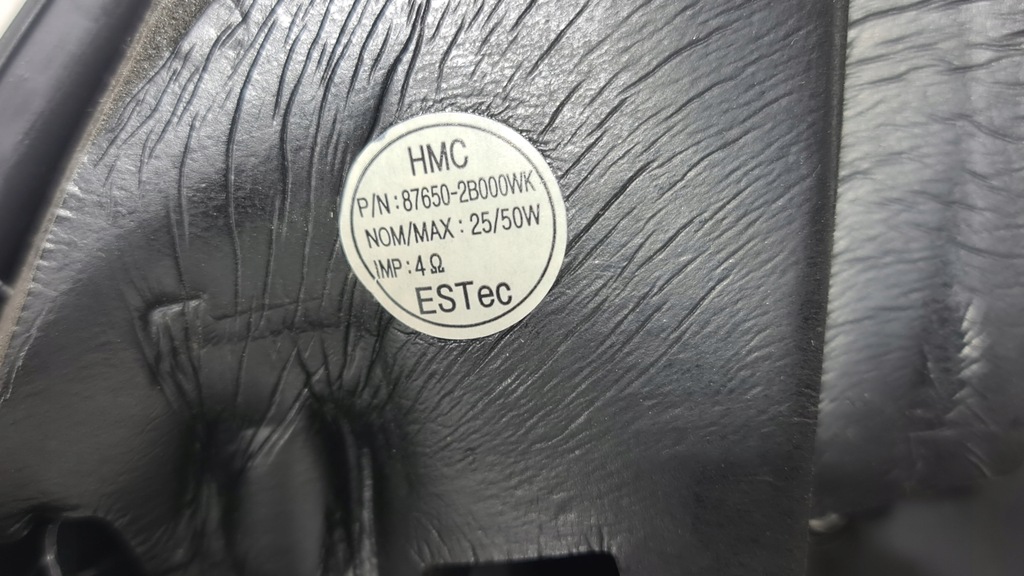 HMC
P/N:87650-2B000WK
NOM/MAX : 25/50W
IMP:4 Ω
ESTec